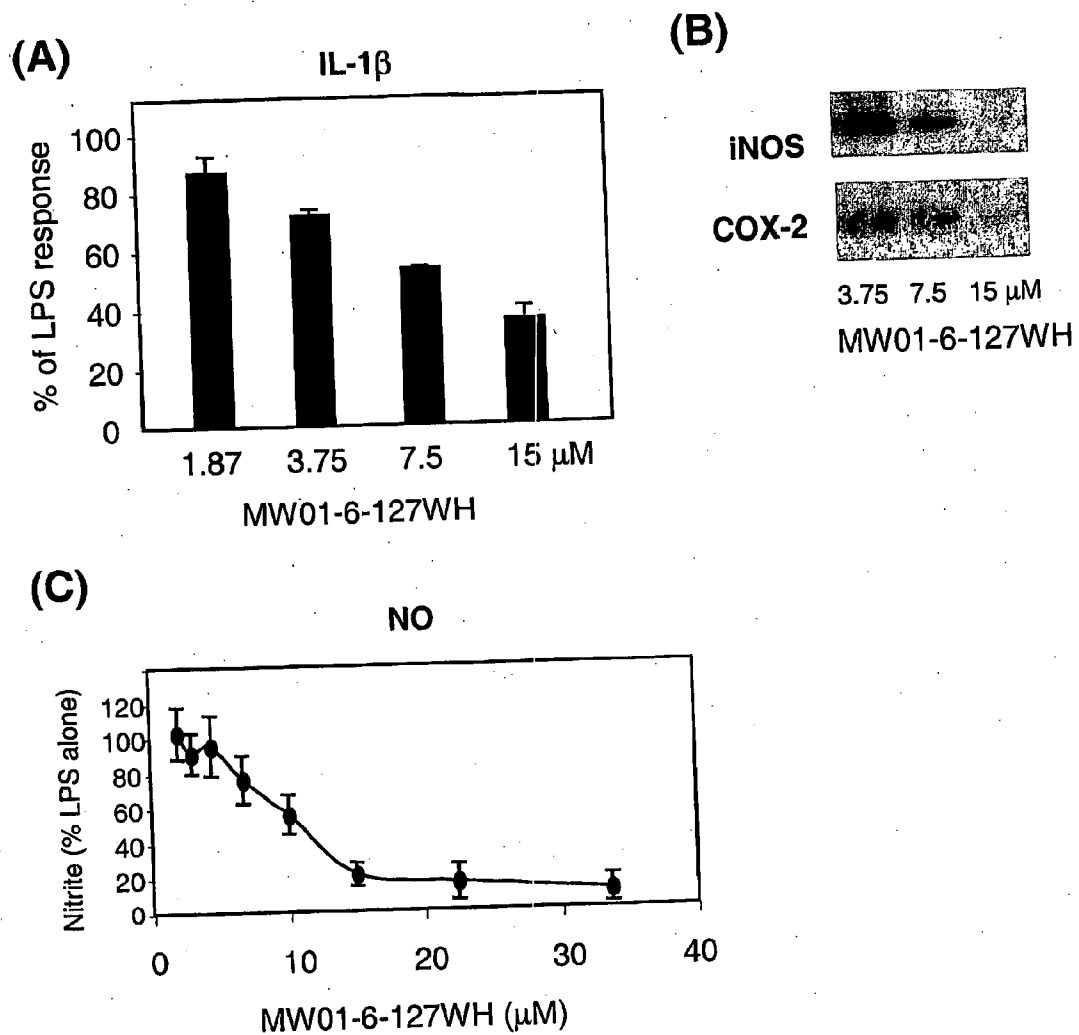 (A)
IL-1β
% of LPS response
100
80
60
40
20
0
1.87 3.75 7.5 15 μM
MW01-6-127WH
(B)
iNOS
COX-2
3.75 7.5 15 μM
MW01-6-127WH
(C)
NO
Nitrite (% LPS alone)
120
100
80
60
40
20
0
0 10 20 30 40
MW01-6-127WH (μM)